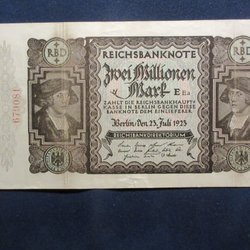 REICHSBANKNOTE
RBD
RBD
Zwei Millionen
Mark
E Ea
ZAHLT DIE REICHSBANKHAUPT-
KASSE IN BERLIN GEGEN DIESE
BANKNOTE DEM EINLIEFERER
Berlin/den 23. Juli 1923
REICHSBANKDIREKTORIUM